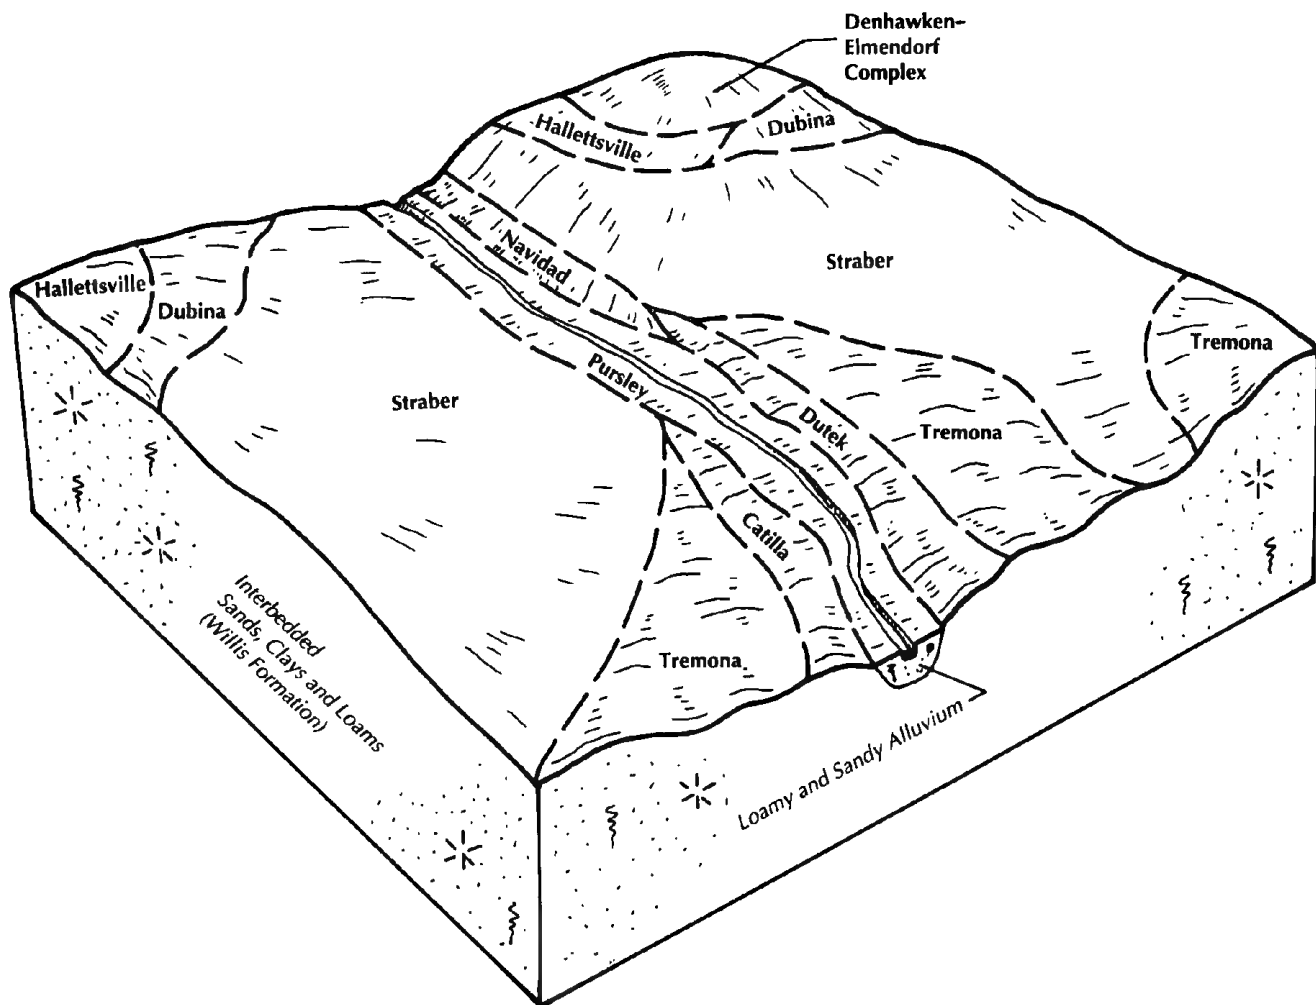 Denhawken-
Elmendorf
Complex
Hallettsville
Dubina
Navidad
Straber
Hallettsville
Dubina
Tremona
Pursley
Straber
Dutek
Tremona
Catilla
Interbedded
Sands, Clays and Loams
(Willis Formation)
Tremona
Loamy and Sandy Alluvium